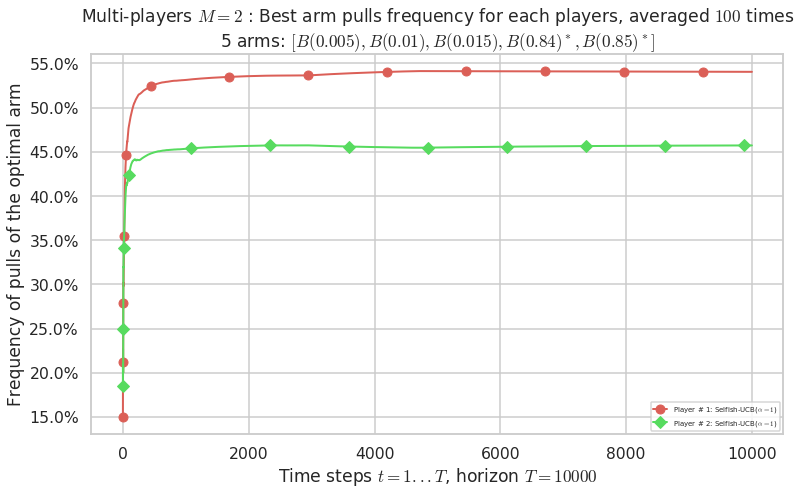 Multi-players M = 2 : Best arm pulls frequency for each players, averaged 100 times
5 arms: [B(0.005), B(0.01), B(0.015), B(0.84)*, B(0.85)*]
Frequency of pulls of the optimal arm
55.0%
50.0%
45.0%
40.0%
35.0%
30.0%
25.0%
20.0%
15.0%
Player # 1: Selfish-UCB(α=1)
Player # 2: Selfish-UCB(α=1)
0 2000 4000 6000 8000 10000
Time steps t = 1...T, horizon T = 10000